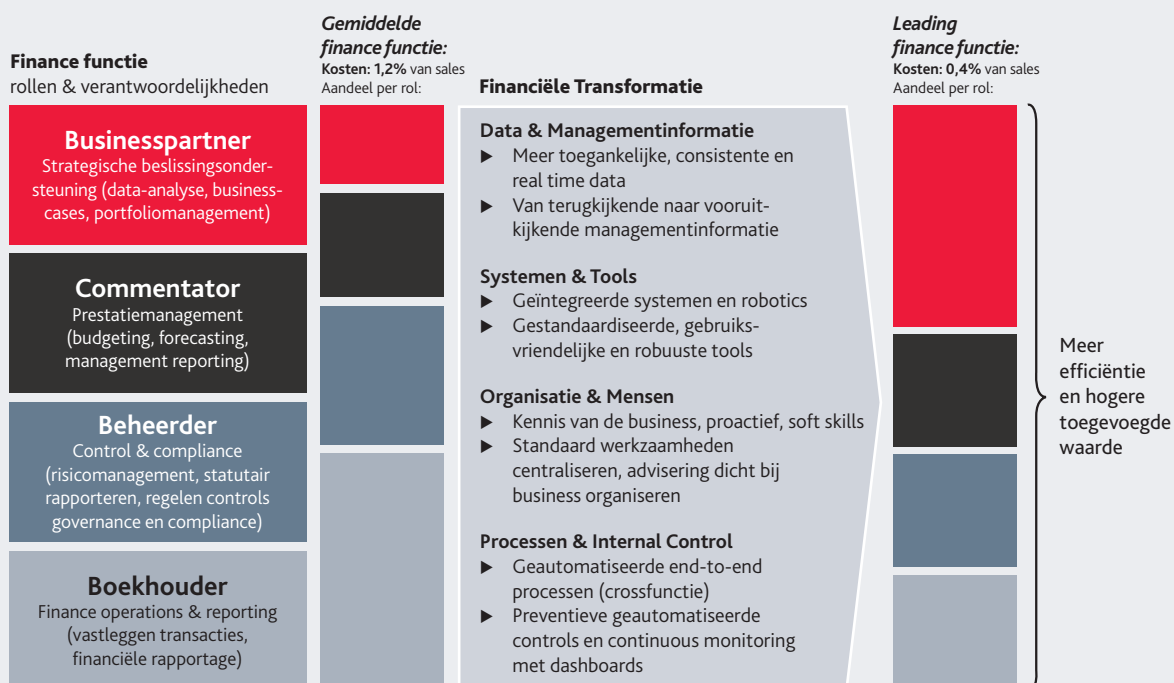 Finance functie
rollen & verantwoordelijkheden
Businesspartner
Strategische beslissingsonder-
steuning (data-analyse, business-
cases, portfoliomanagement)
Commentator
Prestatiemanagement
(budgeting, forecasting,
management reporting)
Beheerder
Control & compliance
(risicomanagement, statutair
rapporteren, regelen controls
governance en compliance)
Boekhouder
Finance operations & reporting
(vastleggen transacties,
financiële rapportage)
Gemiddelde
finance functie:
Kosten: 1,2% van sales
Aandeel per rol:
Financiële Transformatie
Data & Managementinformatie
▶ Meer toegankelijke, consistente en
real time data
▶ Van terugkijkende naar vooruit-
kijkende managementinformatie
Systemen & Tools
▶ Geïntegreerde systemen en robotics
▶ Gestandaardiseerde, gebruiks-
vriendelijke en robuuste tools
Organisatie & Mensen
▶ Kennis van de business, proactief, soft skills
▶ Standaard werkzaamheden
centraliseren, advisering dicht bij
business organiseren
Processen & Internal Control
▶ Geautomatiseerde end-to-end
processen (crossfunctie)
▶ Preventieve geautomatiseerde
controls en continuous monitoring
met dashboards
Leading
finance functie:
Kosten: 0,4% van sales
Aandeel per rol:
Meer
efficiëntie
en hogere
toegevoegde
waarde